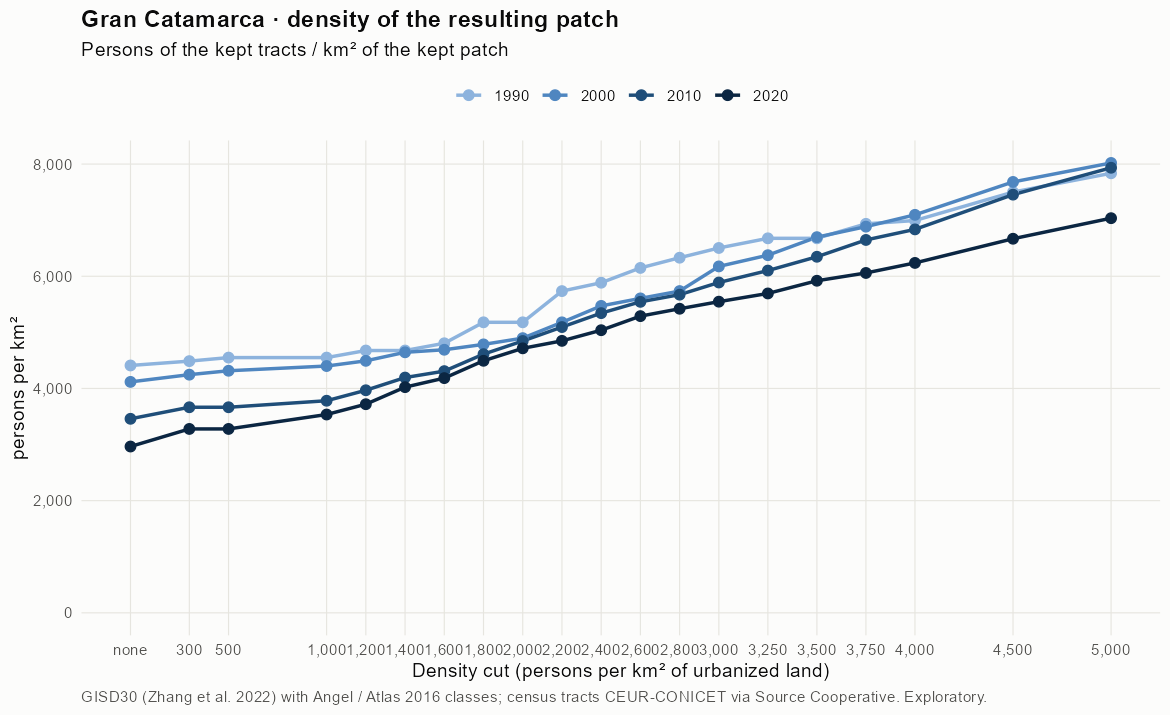 Gran Catamarca · density of the resulting patch
Persons of the kept tracts / km² of the kept patch
1990 2000 2010 2020
8,000
6,000
4,000
2,000
0
persons per km²
none 300 500 1,000 1,200 1,400 1,600 1,800 2,000 2,200 2,400 2,600 2,800 3,000 3,250 3,500 3,750 4,000 4,500 5,000
Density cut (persons per km² of urbanized land)
GISD30 (Zhang et al. 2022) with Angel / Atlas 2016 classes; census tracts CEUR-CONICET via Source Cooperative. Exploratory.